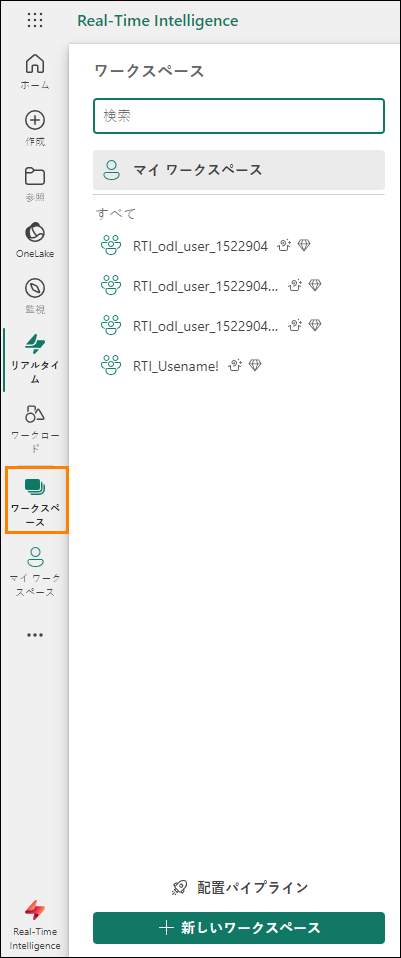 Real-Time Intelligence
ホーム
作成
参照
OneLake
監視
リアルタイ
ム
ワークロー
ド
ワークスペ
ース
マイ ワーク
スペース
Real-Time
Intelligence
ワークスペース
検索
マイ ワークスペース
すべて
RTI_odl_user_1522904
RTI_odl_user_1522904...
RTI_odl_user_1522904...
RTI_Usename!
配置パイプライン
新しいワークスペース